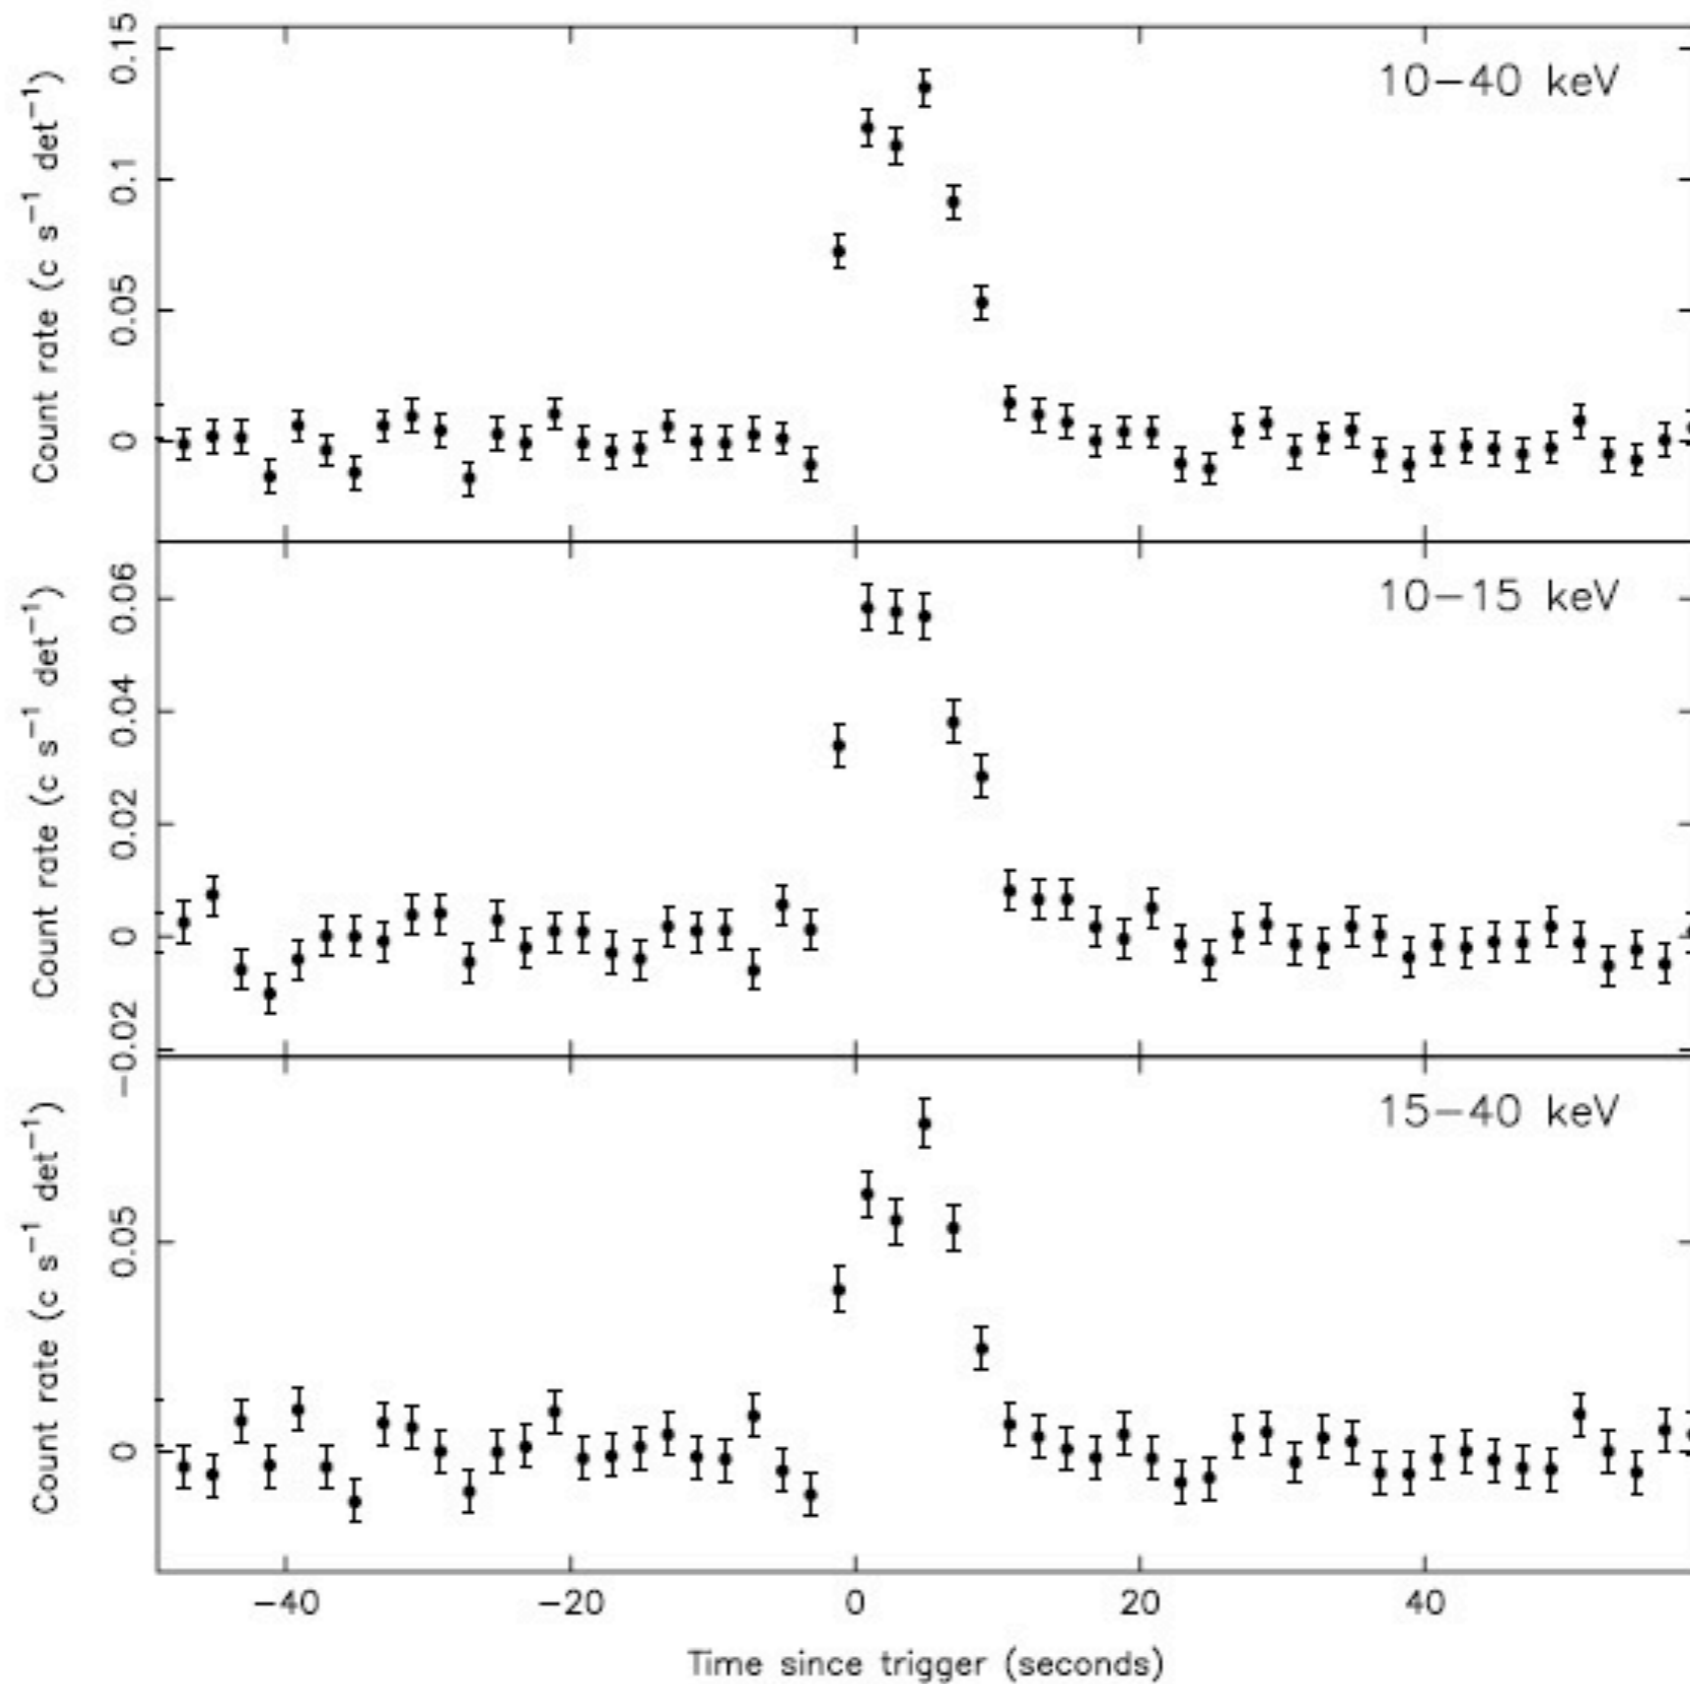 10−40 keV
Count rate (c s⁻¹ det⁻¹)
0.15
0.1
0.05
0
10−15 keV
Count rate (c s⁻¹ det⁻¹)
0.06
0.04
0.02
0
−0.02
15−40 keV
Count rate (c s⁻¹ det⁻¹)
0.05
0
−40 −20 0 20 40
Time since trigger (seconds)